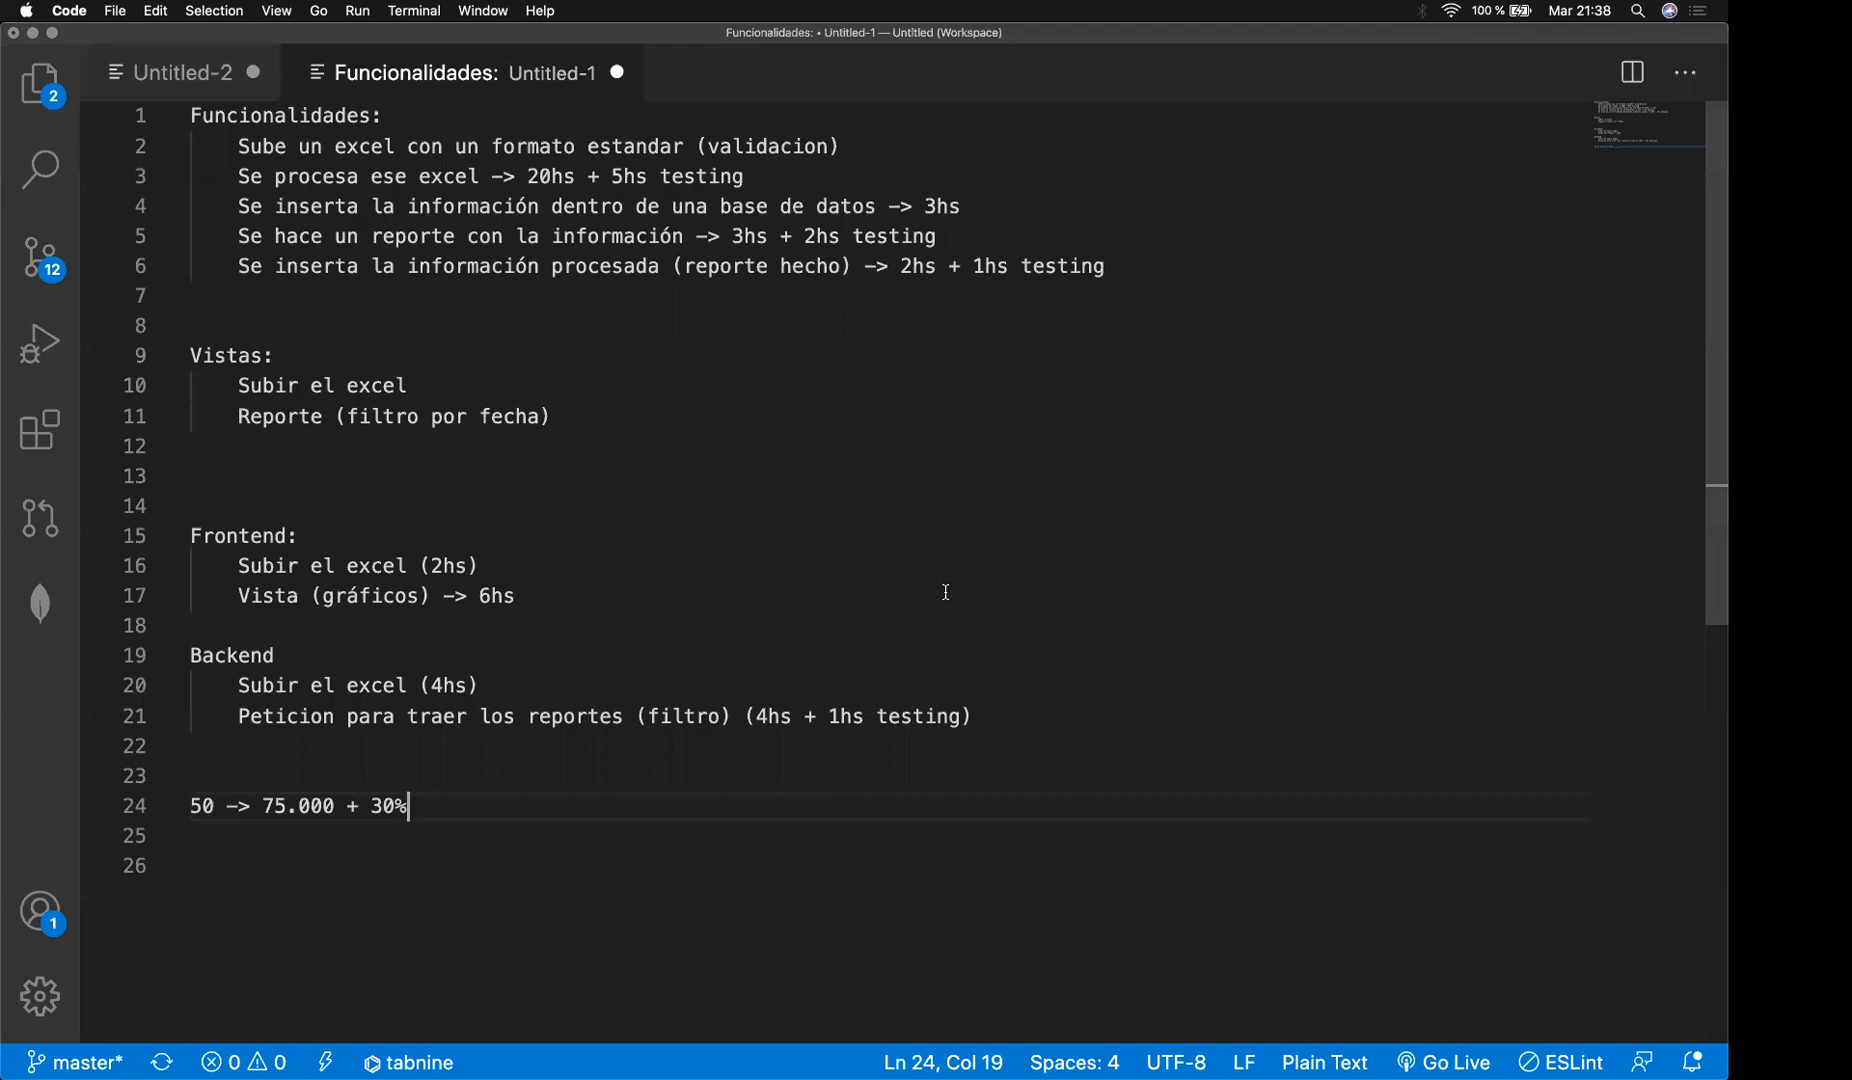 Code File Edit Selection View Go Run Terminal Window Help 100 % Mar 21:38
Funcionalidades: • Untitled-1 — Untitled (Workspace)
Untitled-2 Funcionalidades: Untitled-1 ...
2
12
1
1 Funcionalidades:
2 Sube un excel con un formato estandar (validacion)
3 Se procesa ese excel -> 20hs + 5hs testing
4 Se inserta la información dentro de una base de datos -> 3hs
5 Se hace un reporte con la información -> 3hs + 2hs testing
6 Se inserta la información procesada (reporte hecho) -> 2hs + 1hs testing
7
8
9 Vistas:
10 Subir el excel
11 Reporte (filtro por fecha)
12
13
14
15 Frontend:
16 Subir el excel (2hs)
17 Vista (gráficos) -> 6hs
18
19 Backend
20 Subir el excel (4hs)
21 Peticion para traer los reportes (filtro) (4hs + 1hs testing)
22
23
24 50 -> 75.000 + 30%
25
26
master* 0 0 tabnine Ln 24, Col 19 Spaces: 4 UTF-8 LF Plain Text Go Live ESLint